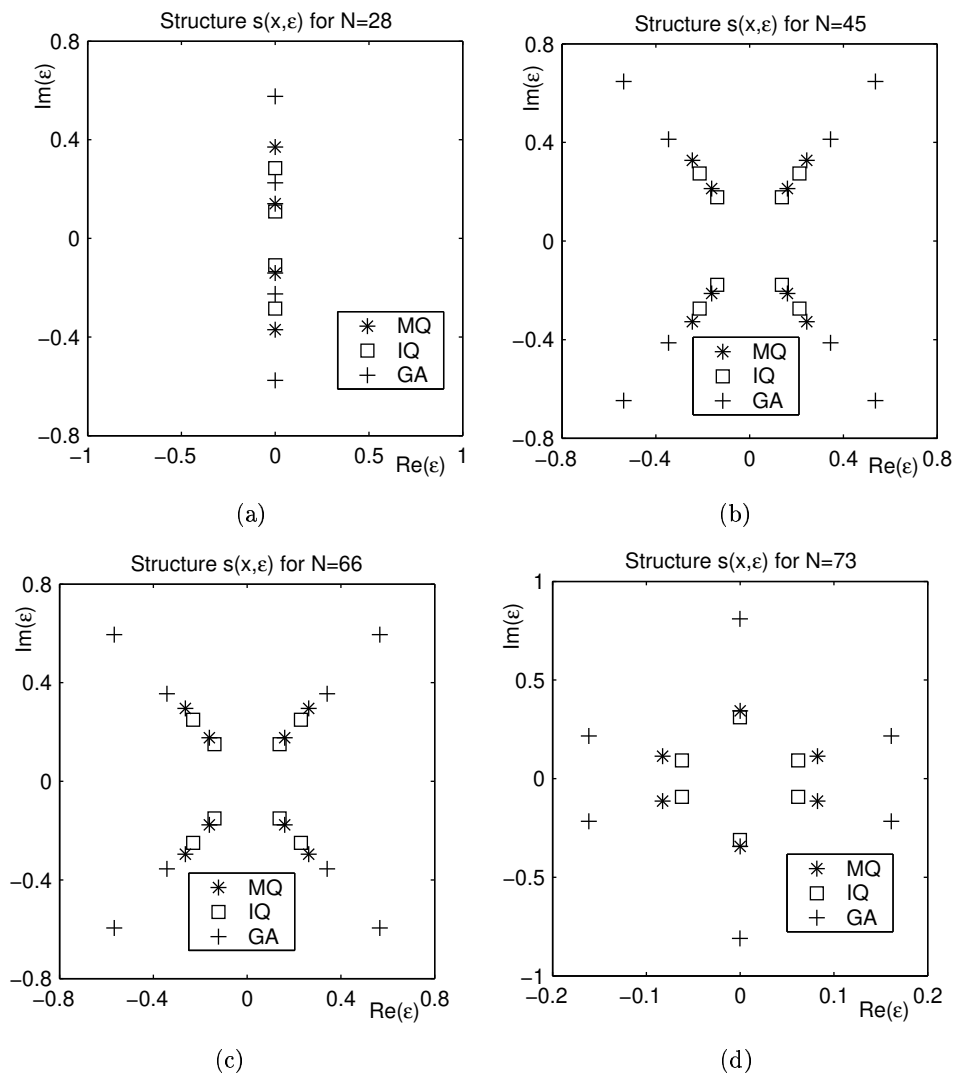 Structure s(x,ε) for N=28
Im(ε)
0.8
0.4
0
−0.4
−0.8
−1
−0.5
0
0.5
1
Re(ε)
MQ
IQ
GA
(a)
Structure s(x,ε) for N=45
Im(ε)
0.8
0.4
0
−0.4
−0.8
−0.8
−0.4
0
0.4
0.8
Re(ε)
MQ
IQ
GA
(b)
Structure s(x,ε) for N=66
Im(ε)
0.8
0.4
0
−0.4
−0.8
−0.8
−0.4
0
0.4
0.8
Re(ε)
MQ
IQ
GA
(c)
Structure s(x,ε) for N=73
Im(ε)
1
0.5
0
−0.5
−1
−0.2
−0.1
0
0.1
0.2
Re(ε)
MQ
IQ
GA
(d)